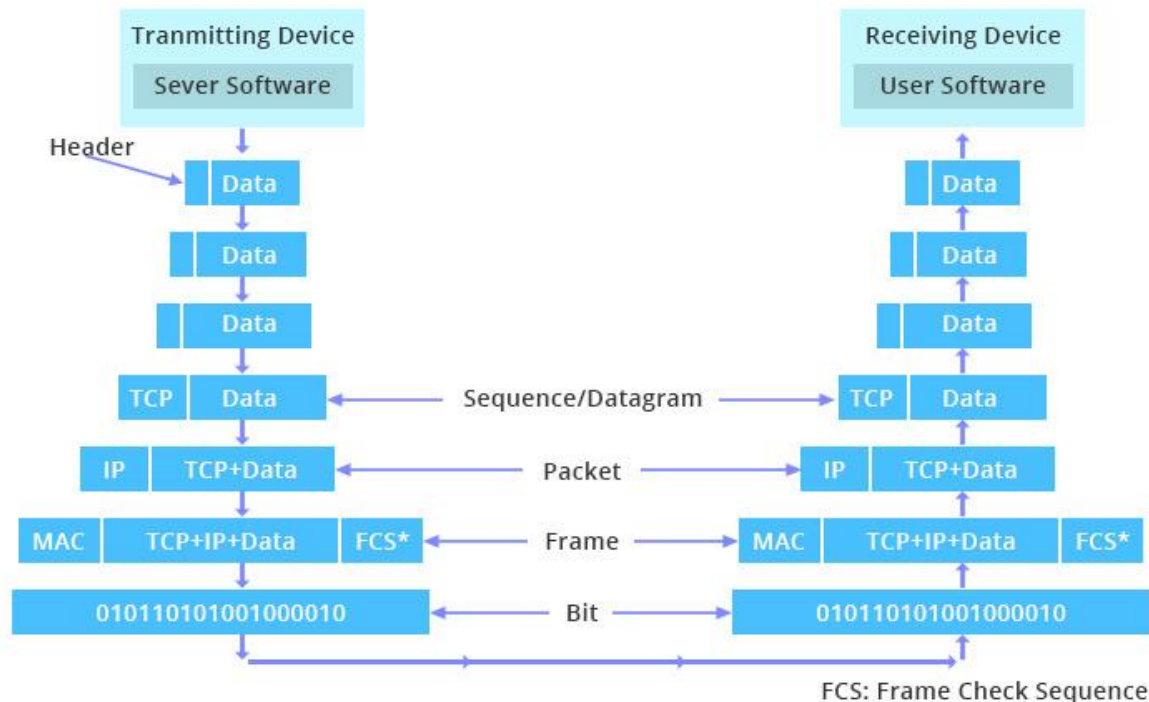 Tranmitting Device
Receiving Device
Sever Software
User Software
Header
Data
Data
Data
Data
Data
Data
TCP
Data
Sequence/Datagram
TCP
Data
IP
TCP+Data
Packet
IP
TCP+Data
MAC
TCP+IP+Data
FCS*
Frame
MAC
TCP+IP+Data
FCS*
010110101001000010
Bit
010110101001000010
FCS: Frame Check Sequence